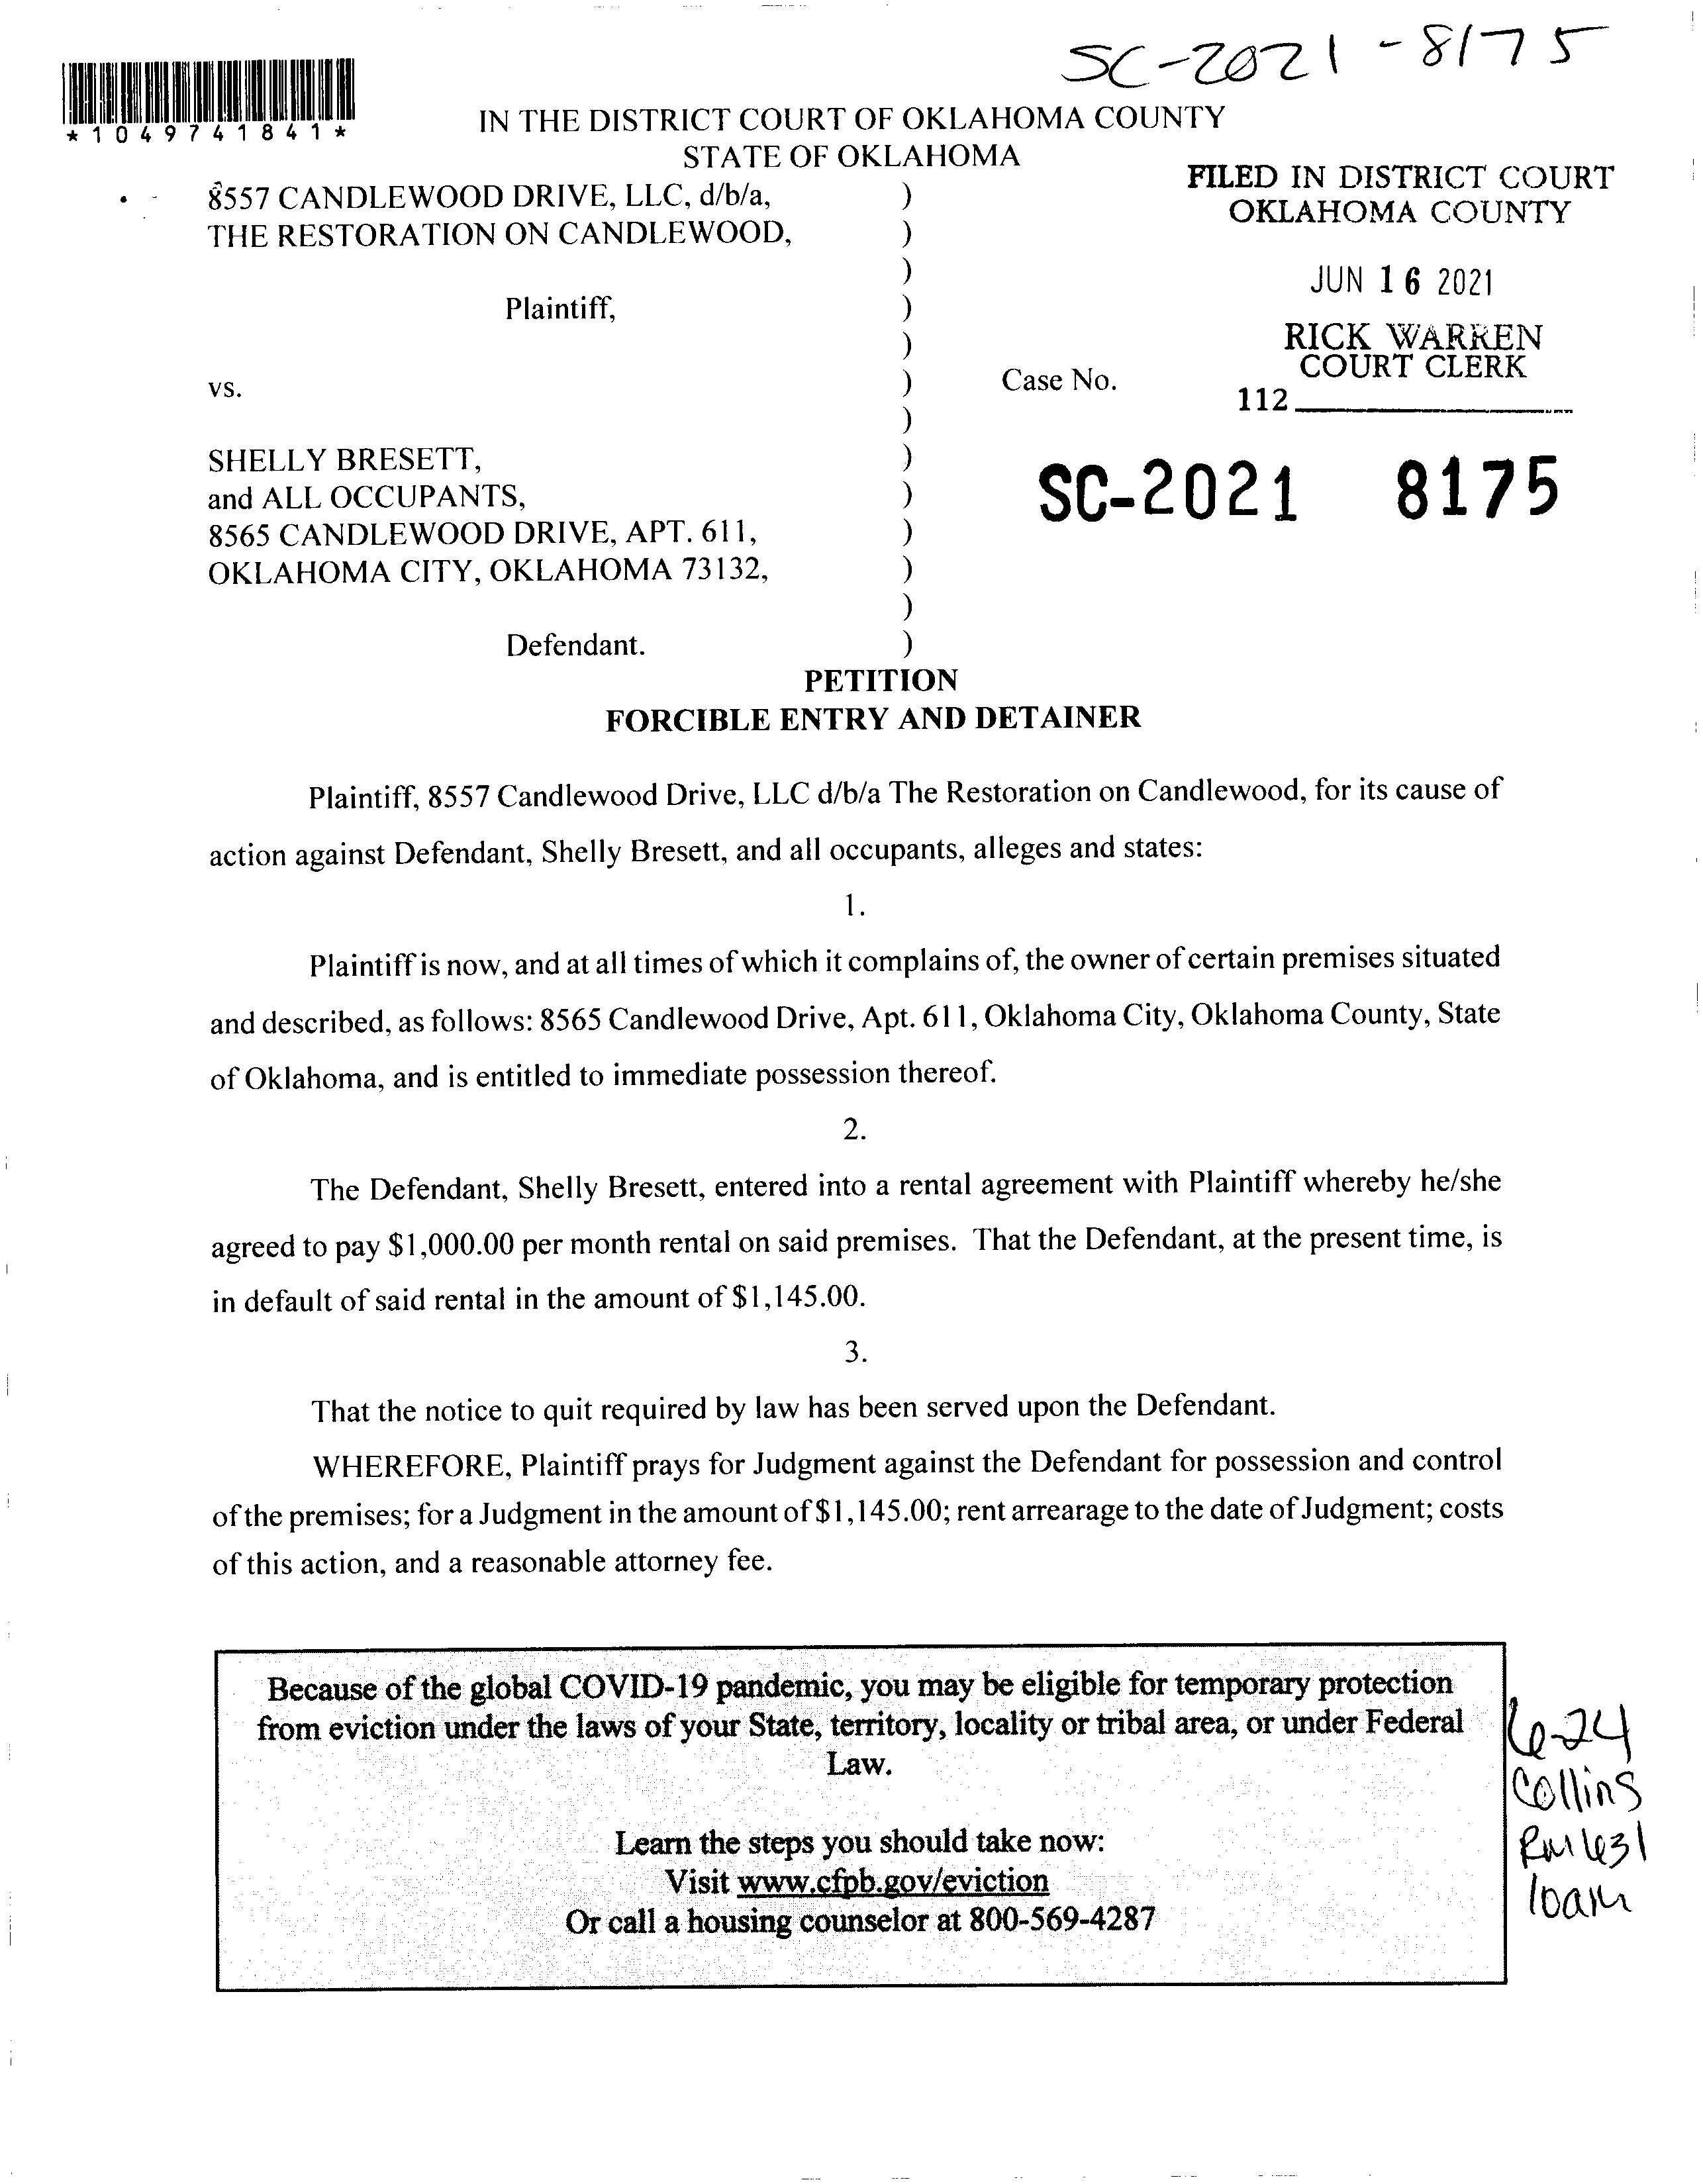 SC-2021-8175
*1049741841*
IN THE DISTRICT COURT OF OKLAHOMA COUNTY
STATE OF OKLAHOMA
FILED IN DISTRICT COURT
OKLAHOMA COUNTY
JUN 16 2021
RICK WARREN
COURT CLERK
112
8557 CANDLEWOOD DRIVE, LLC, d/b/a, )
THE RESTORATION ON CANDLEWOOD, )
)
Plaintiff, )
)
vs. ) Case No.
)
SHELLY BRESETT, )
and ALL OCCUPANTS, ) SC-2021 8175
8565 CANDLEWOOD DRIVE, APT. 611, )
OKLAHOMA CITY, OKLAHOMA 73132, )
)
Defendant. )
PETITION
FORCIBLE ENTRY AND DETAINER
Plaintiff, 8557 Candlewood Drive, LLC d/b/a The Restoration on Candlewood, for its cause of
action against Defendant, Shelly Bresett, and all occupants, alleges and states:
1.
Plaintiff is now, and at all times of which it complains of, the owner of certain premises situated
and described, as follows: 8565 Candlewood Drive, Apt. 611, Oklahoma City, Oklahoma County, State
of Oklahoma, and is entitled to immediate possession thereof.
2.
The Defendant, Shelly Bresett, entered into a rental agreement with Plaintiff whereby he/she
agreed to pay $1,000.00 per month rental on said premises. That the Defendant, at the present time, is
in default of said rental in the amount of $1,145.00.
3.
That the notice to quit required by law has been served upon the Defendant.
WHEREFORE, Plaintiff prays for Judgment against the Defendant for possession and control
of the premises; for a Judgment in the amount of $1,145.00; rent arrearage to the date of Judgment; costs
of this action, and a reasonable attorney fee.
Because of the global COVID-19 pandemic, you may be eligible for temporary protection
from eviction under the laws of your State, territory, locality or tribal area, or under Federal
Law.
Learn the steps you should take now:
Visit www.cfpb.gov/eviction
Or call a housing counselor at 800-569-4287
6-24
Collins
Rm 631
10am